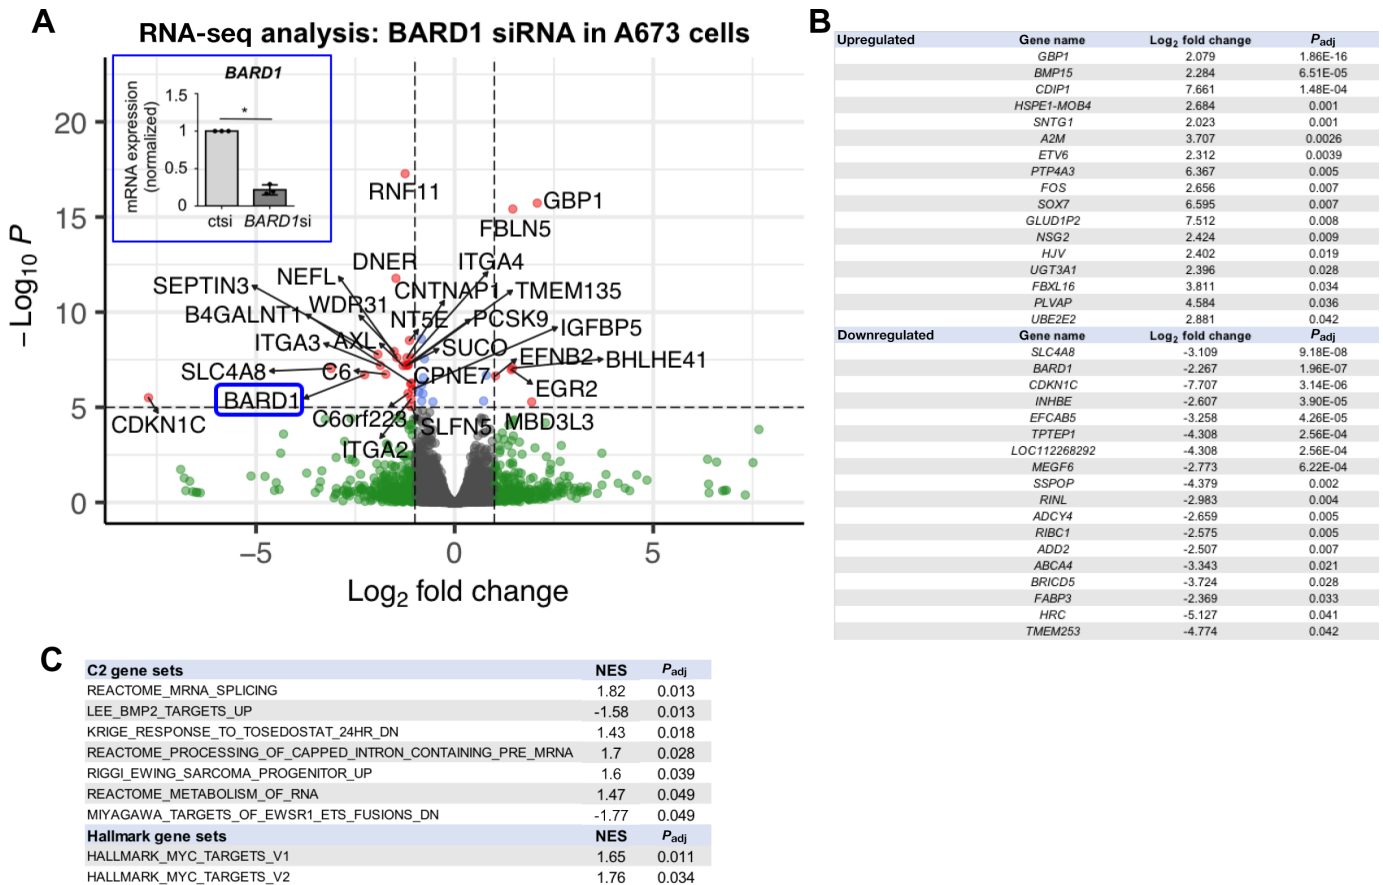 A
RNA-seq analysis: BARD1 siRNA in A673 cells
BARD1
mRNA expression
(normalized)
1.5
1
0.5
0
*
ctsi
BARD1si
– Log10 P
20
15
10
5
0
RNF11
GBP1
FBLN5
DNER
ITGA4
NEFL
SEPTIN3
CNTNAP1
TMEM135
WDR31
B4GALNT1
NT5E
PCSK9
IGFBP5
ITGA3
AXL
SUCO
EFNB2
BHLHE41
SLC4A8
C6
CPNE7
EGR2
BARD1
CDKN1C
C6orf223
SLFN5
MBD3L3
ITGA2
−5
0
5
Log2 fold change
B
Upregulated Gene name Log2 fold change Padj
GBP1 2.079 1.86E-16
BMP15 2.284 6.51E-05
CDIP1 7.661 1.48E-04
HSPE1-MOB4 2.684 0.001
SNTG1 2.023 0.001
A2M 3.707 0.0026
ETV6 2.312 0.0039
PTP4A3 6.367 0.005
FOS 2.656 0.007
SOX7 6.595 0.007
GLUD1P2 7.512 0.008
NSG2 2.424 0.009
HJV 2.402 0.019
UGT3A1 2.396 0.028
FBXL16 3.811 0.034
PLVAP 4.584 0.036
UBE2E2 2.881 0.042
Downregulated Gene name Log2 fold change Padj
SLC4A8 -3.109 9.18E-08
BARD1 -2.267 1.96E-07
CDKN1C -7.707 3.14E-06
INHBE -2.607 3.90E-05
EFCAB5 -3.258 4.26E-05
TPTEP1 -4.308 2.56E-04
LOC112268292 -4.308 2.56E-04
MEGF6 -2.773 6.22E-04
SSPOP -4.379 0.002
RINL -2.983 0.004
ADCY4 -2.659 0.005
RIBC1 -2.575 0.005
ADD2 -2.507 0.007
ABCA4 -3.343 0.021
BRICD5 -3.724 0.028
FABP3 -2.369 0.033
HRC -5.127 0.041
TMEM253 -4.774 0.042
C
C2 gene sets NES Padj
REACTOME_MRNA_SPLICING 1.82 0.013
LEE_BMP2_TARGETS_UP -1.58 0.013
KRIGE_RESPONSE_TO_TOSEDOSTAT_24HR_DN 1.43 0.018
REACTOME_PROCESSING_OF_CAPPED_INTRON_CONTAINING_PRE_MRNA 1.7 0.028
RIGGI_EWING_SARCOMA_PROGENITOR_UP 1.6 0.039
REACTOME_METABOLISM_OF_RNA 1.47 0.049
MIYAGAWA_TARGETS_OF_EWSR1_ETS_FUSIONS_DN -1.77 0.049
Hallmark gene sets NES Padj
HALLMARK_MYC_TARGETS_V1 1.65 0.011
HALLMARK_MYC_TARGETS_V2 1.76 0.034